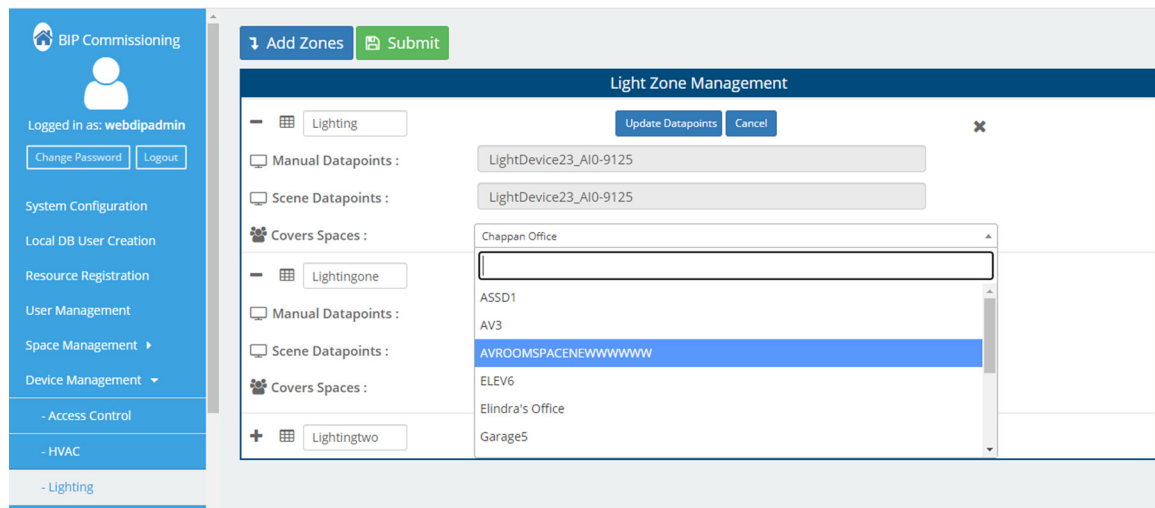 BIP Commissioning
Logged in as: webdipadmin
Change Password Logout
System Configuration
Local DB User Creation
Resource Registration
User Management
Space Management
Device Management
- Access Control
- HVAC
- Lighting
Add Zones Submit
Light Zone Management
Lighting Update Datapoints Cancel
Manual Datapoints : LightDevice23_AI0-9125
Scene Datapoints : LightDevice23_AI0-9125
Covers Spaces : Chappan Office
Lightingone
Manual Datapoints :
Scene Datapoints :
Covers Spaces :
Lightingtwo
ASSD1
AV3
AVROOMSPACENEWWWWWW
ELEV6
Elindra's Office
Garage5